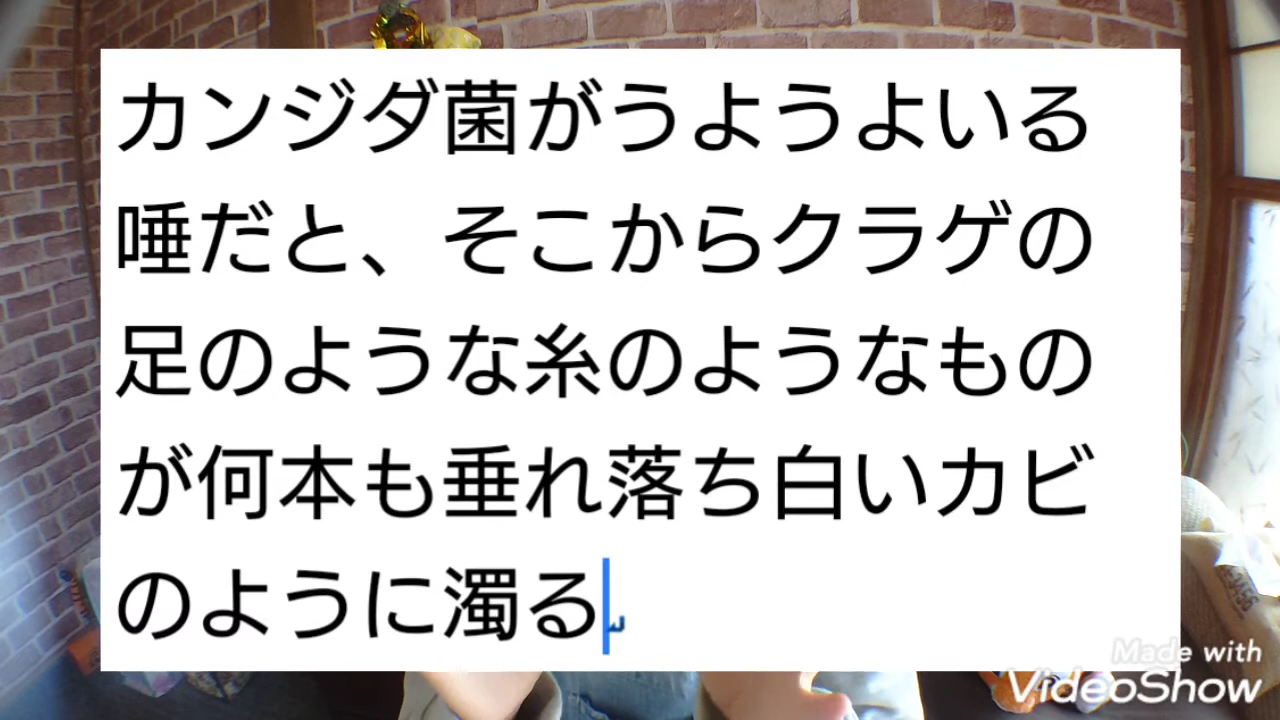 カンジダ菌がうようよいる
唾だと、そこからクラゲの
足のような糸のようなもの
が何本も垂れ落ち白いカビ
のように濁る
Made with
VideoShow